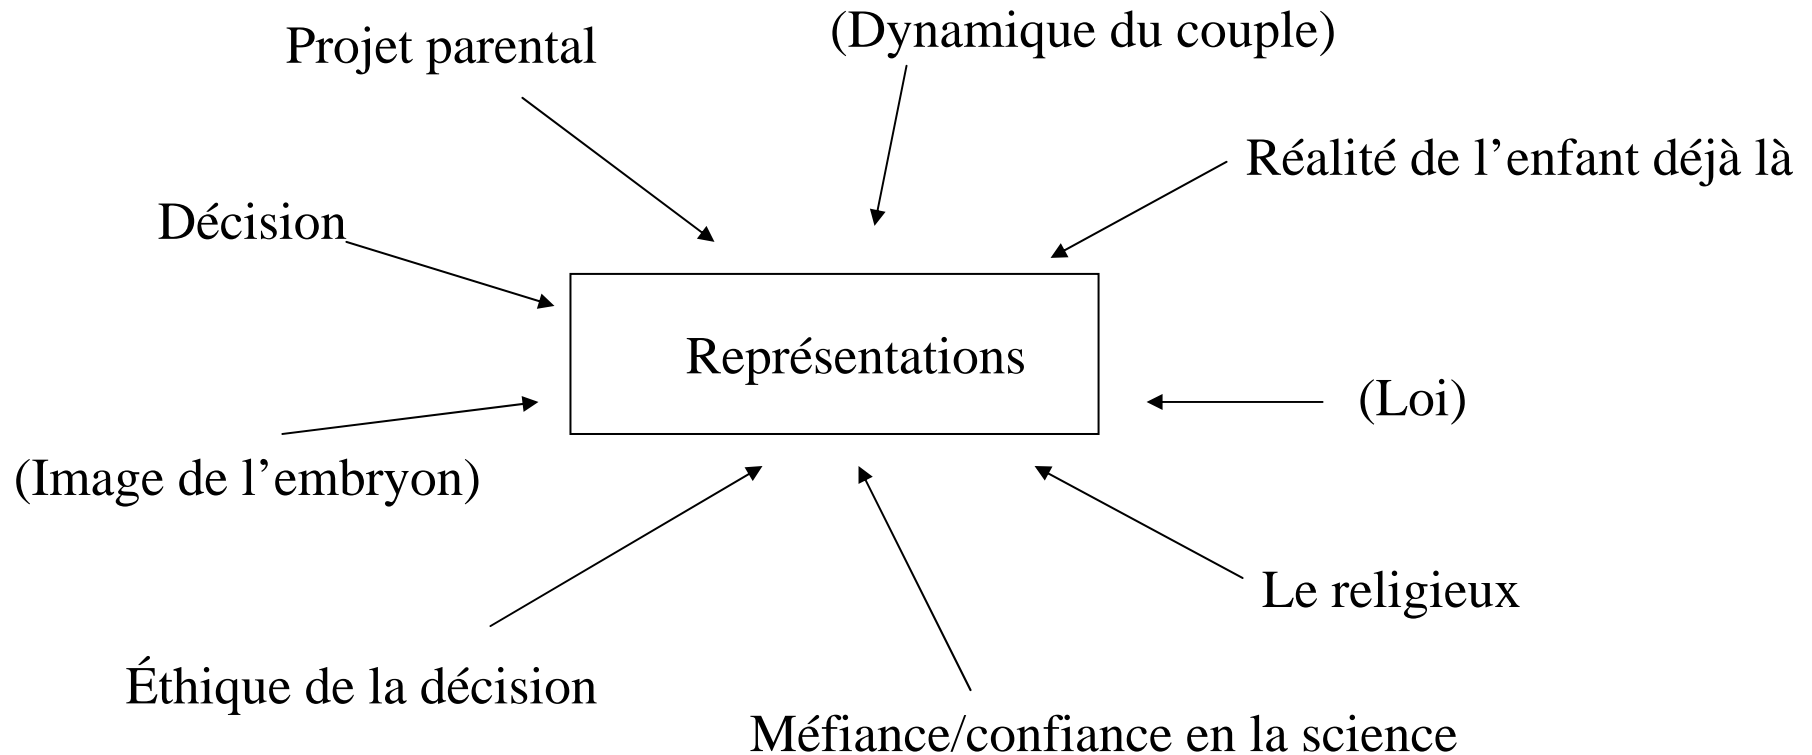 (Dynamique du couple)
Projet parental
Réalité de l’enfant déjà là
Décision
Représentations
(Loi)
(Image de l’embryon)
Le religieux
Éthique de la décision
Méfiance/confiance en la science